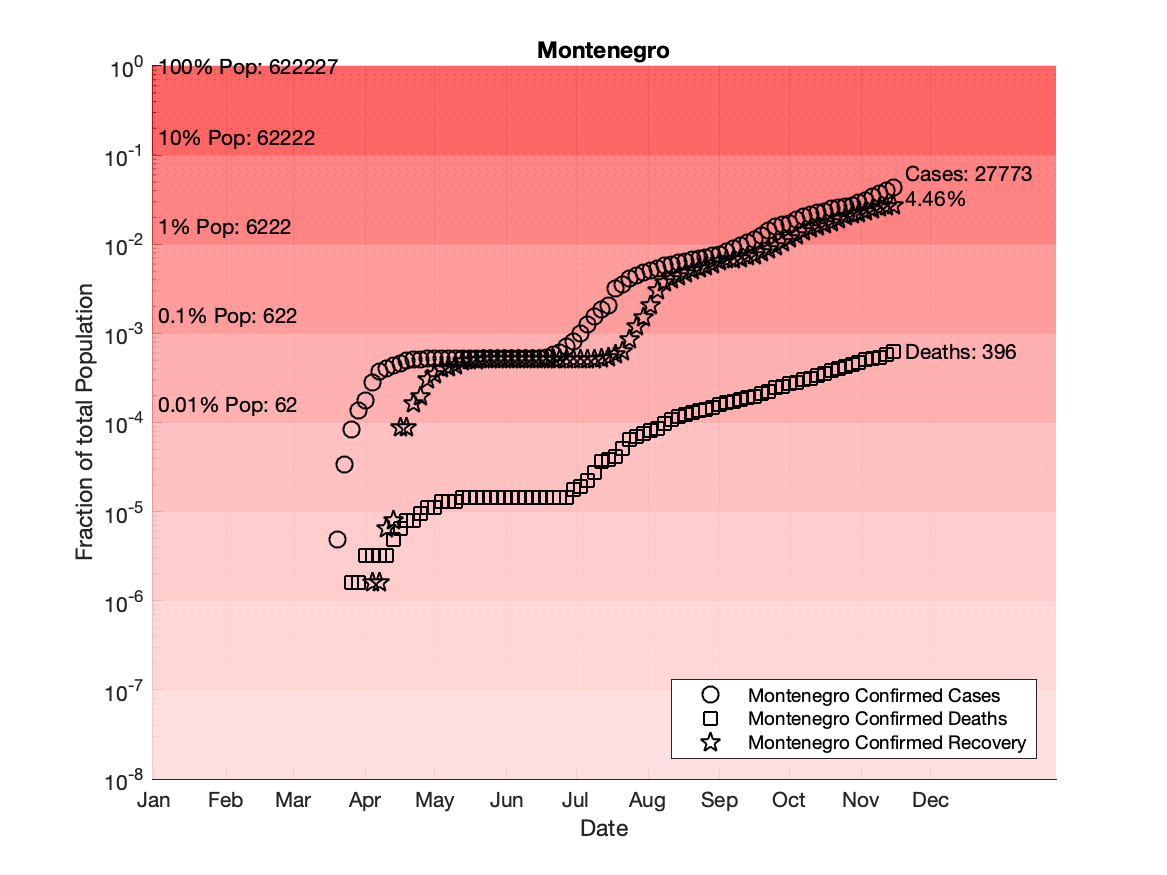 Montenegro
10^0
100% Pop: 622227
10% Pop: 62222
10^-1
Cases: 27773
4.46%
1% Pop: 6222
10^-2
0.1% Pop: 622
10^-3
Deaths: 396
0.01% Pop: 62
10^-4
10^-5
10^-6
10^-7
10^-8
Fraction of total Population
Montenegro Confirmed Cases
Montenegro Confirmed Deaths
Montenegro Confirmed Recovery
Jan Feb Mar Apr May Jun Jul Aug Sep Oct Nov Dec
Date